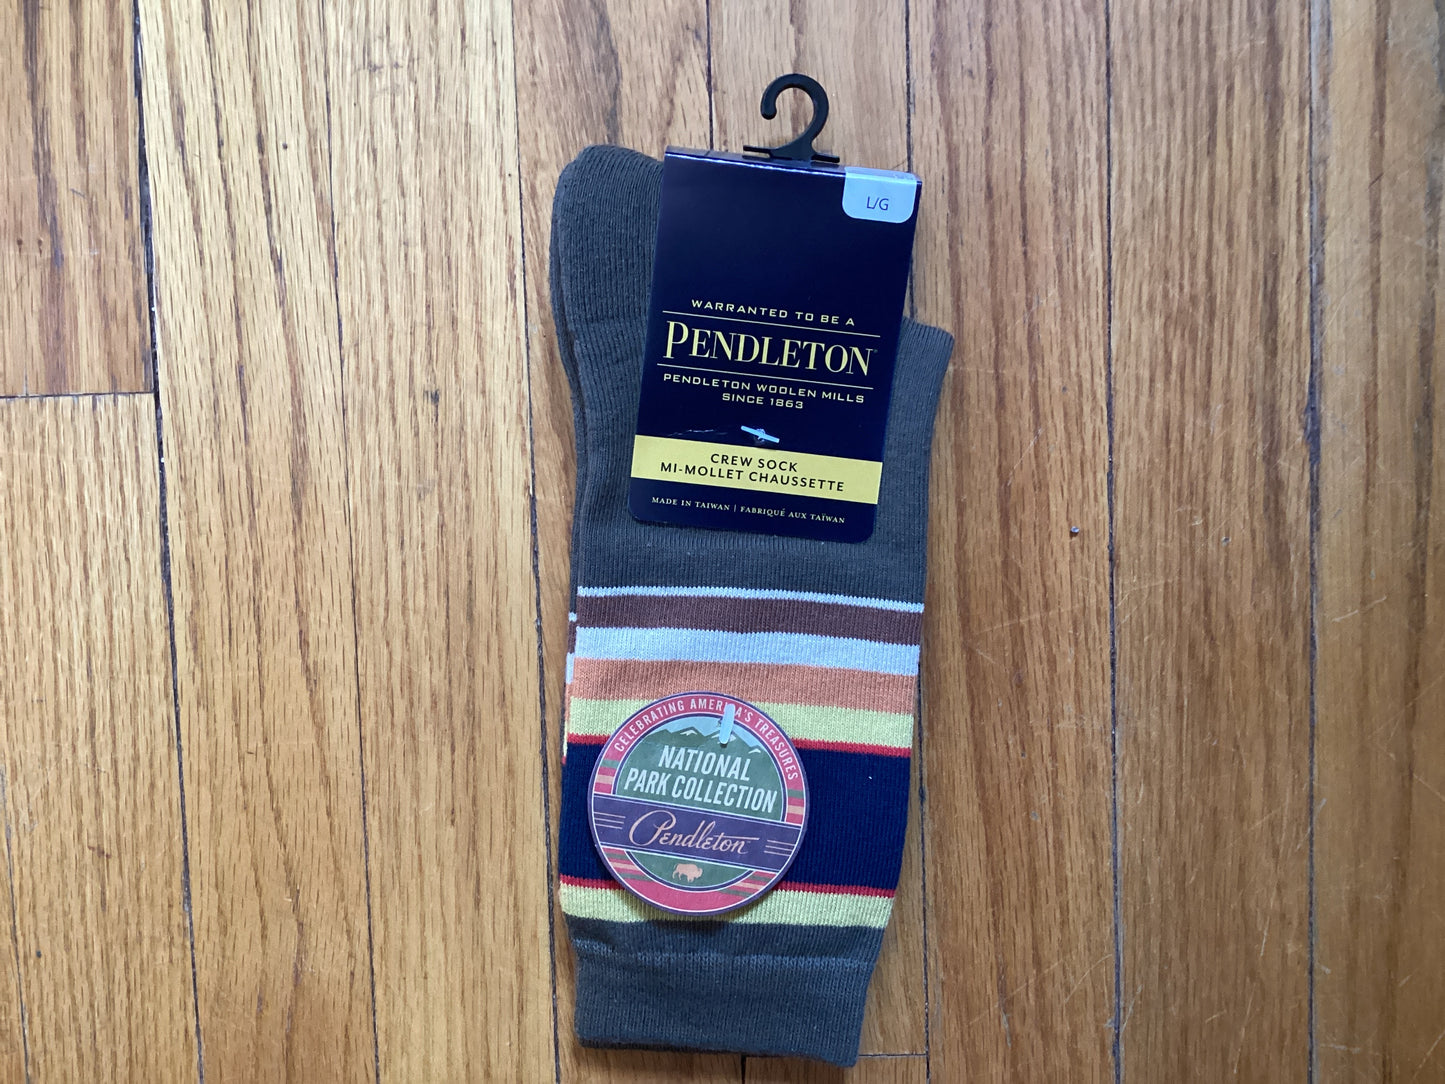 L/G
WARRANTED TO BE A
PENDLETON®
PENDLETON WOOLEN MILLS
SINCE 1863
CREW SOCK
MI-MOLLET CHAUSSETTE
MADE IN TAIWAN | FABRIQUÉ AUX TAÏWAN
CELEBRATING AMERICA'S TREASURES
NATIONAL
PARK COLLECTION
Pendleton